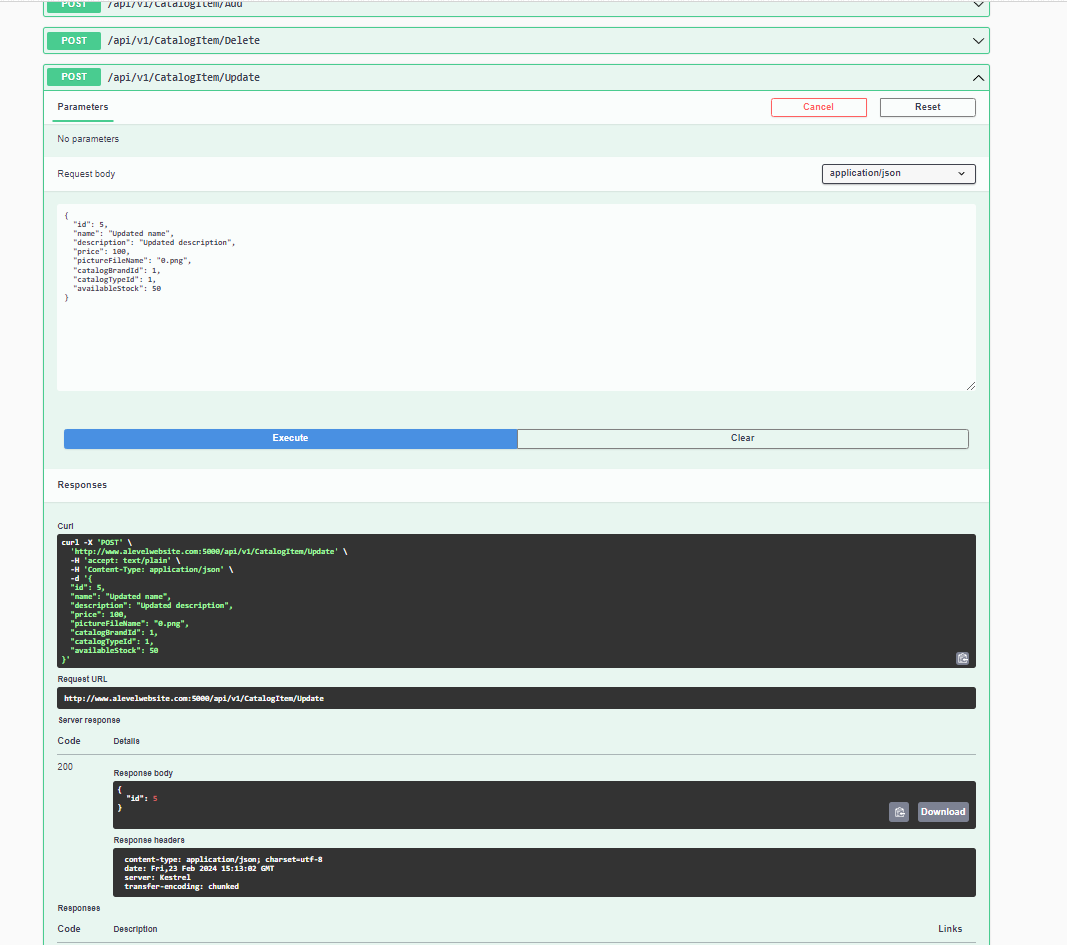 POST /api/v1/CatalogItem/Add
POST /api/v1/CatalogItem/Delete
POST /api/v1/CatalogItem/Update
Parameters
Cancel
Reset
No parameters
Request body
application/json
{
  "id": 5,
  "name": "Updated name",
  "description": "Updated description",
  "price": 100,
  "pictureFileName": "0.png",
  "catalogBrandId": 1,
  "catalogTypeId": 1,
  "availableStock": 50
}
Execute
Clear
Responses
Curl
curl -X 'POST' \
  'http://www.alevelwebsite.com:5000/api/v1/CatalogItem/Update' \
  -H 'accept: text/plain' \
  -H 'Content-Type: application/json' \
  -d '{
  "id": 5,
  "name": "Updated name",
  "description": "Updated description",
  "price": 100,
  "pictureFileName": "0.png",
  "catalogBrandId": 1,
  "catalogTypeId": 1,
  "availableStock": 50
}'
Request URL
http://www.alevelwebsite.com:5000/api/v1/CatalogItem/Update
Server response
Code Details
200
Response body
{
  "id": 5
}
Download
Response headers
content-type: application/json; charset=utf-8
date: Fri,23 Feb 2024 15:13:02 GMT
server: Kestrel
transfer-encoding: chunked
Responses
Code Description Links